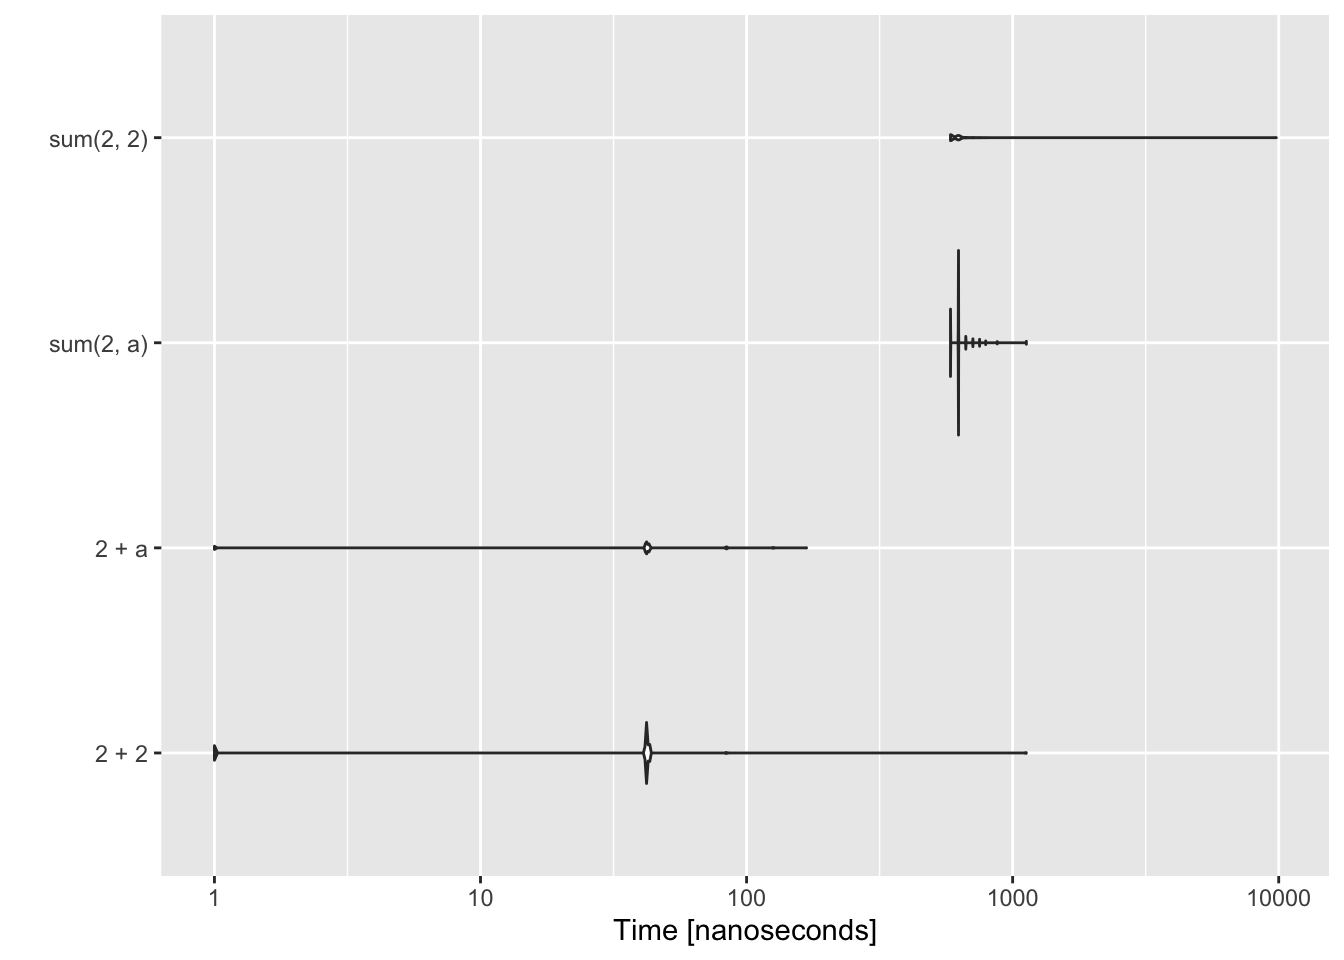 sum(2, 2)
sum(2, a)
2 + a
2 + 2
1 10 100 1000 10000
Time [nanoseconds]